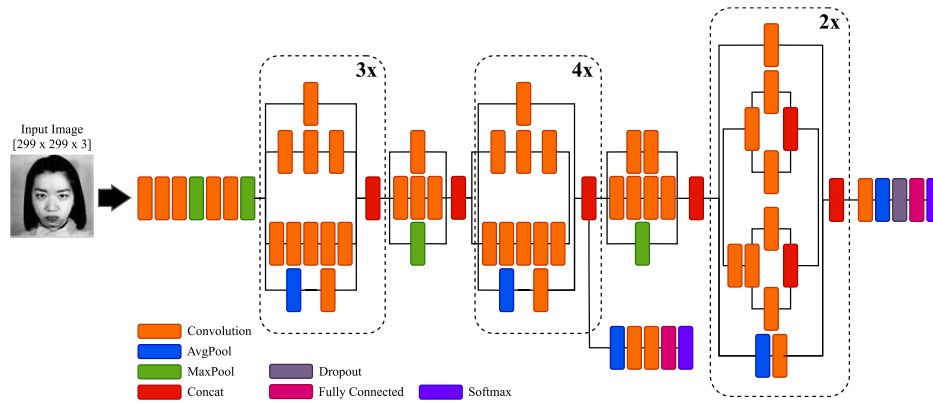 3x
4x
2x
Input Image
[299 x 299 x 3]
Convolution
AvgPool
MaxPool
Concat
Dropout
Fully Connected
Softmax